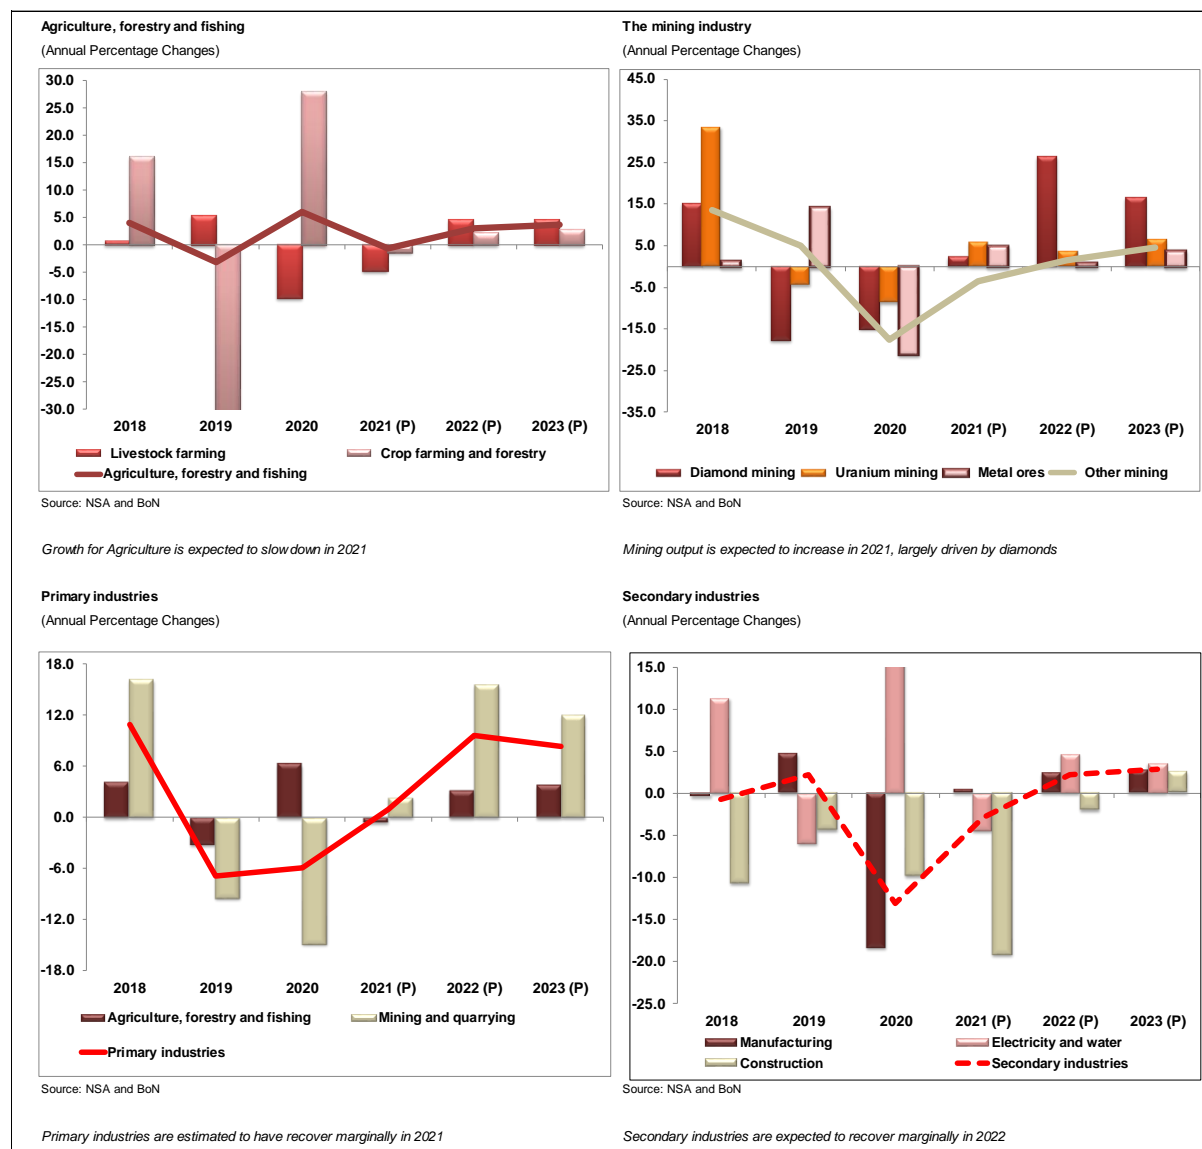 Agriculture, forestry and fishing
(Annual Percentage Changes)
30.0
25.0
20.0
15.0
10.0
5.0
0.0
-5.0
-10.0
-15.0
-20.0
-25.0
-30.0
2018 2019 2020 2021 (P) 2022 (P) 2023 (P)
Livestock farming Crop farming and forestry
Agriculture, forestry and fishing
Source: NSA and BoN
Growth for Agriculture is expected to slow down in 2021
The mining industry
(Annual Percentage Changes)
45.0
35.0
25.0
15.0
5.0
-5.0
-15.0
-25.0
-35.0
2018 2019 2020 2021 (P) 2022 (P) 2023 (P)
Diamond mining Uranium mining Metal ores Other mining
Source: NSA and BoN
Mining output is expected to increase in 2021, largely driven by diamonds
Primary industries
(Annual Percentage Changes)
18.0
12.0
6.0
0.0
-6.0
-12.0
-18.0
2018 2019 2020 2021 (P) 2022 (P) 2023 (P)
Agriculture, forestry and fishing Mining and quarrying
Primary industries
Source: NSA and BoN
Primary industries are estimated to have recover marginally in 2021
Secondary industries
(Annual Percentage Changes)
15.0
10.0
5.0
0.0
-5.0
-10.0
-15.0
-20.0
-25.0
2018 2019 2020 2021 (P) 2022 (P) 2023 (P)
Manufacturing Electricity and water
Construction Secondary industries
Source: NSA and BoN
Secondary industries are expected to recover marginally in 2022